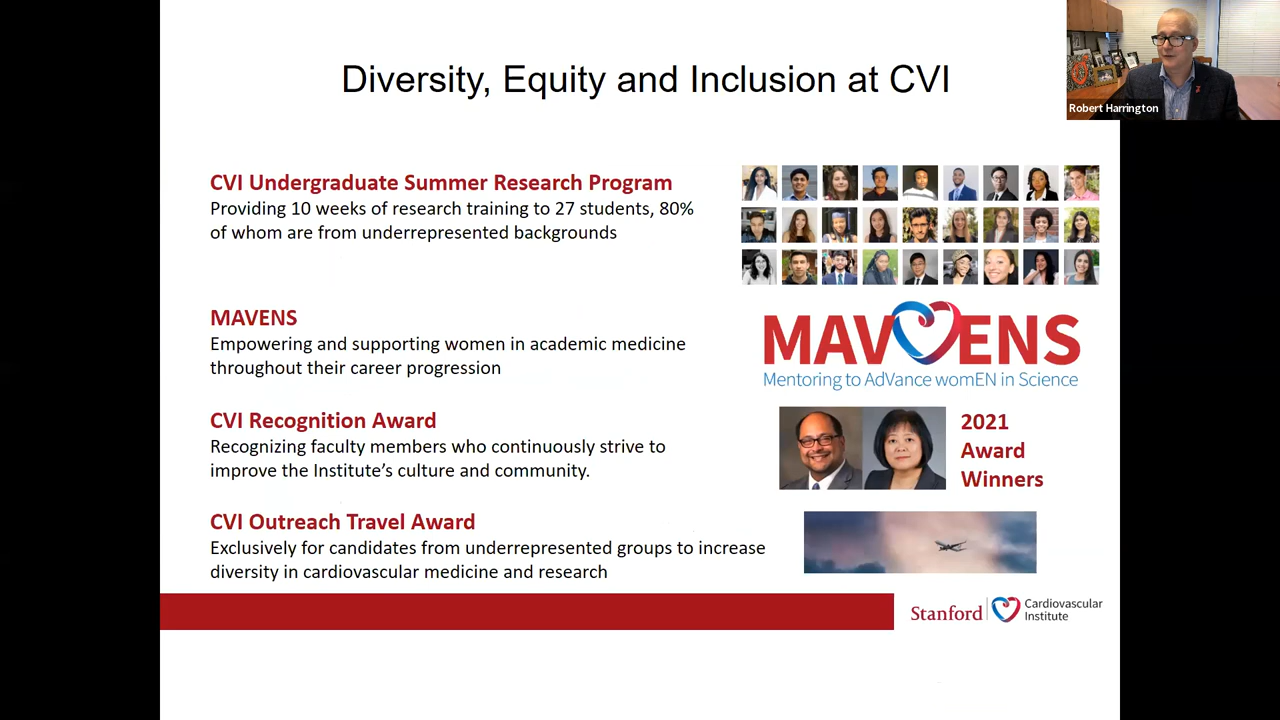 Diversity, Equity and Inclusion at CVI
Robert Harrington
CVI Undergraduate Summer Research Program
Providing 10 weeks of research training to 27 students, 80%
of whom are from underrepresented backgrounds
MAVENS
Empowering and supporting women in academic medicine
throughout their career progression
MAVENS
Mentoring to AdVance womEN in Science
CVI Recognition Award
Recognizing faculty members who continuously strive to
improve the Institute's culture and community.
2021
Award
Winners
CVI Outreach Travel Award
Exclusively for candidates from underrepresented groups to increase
diversity in cardiovascular medicine and research
Stanford
Cardiovascular
Institute